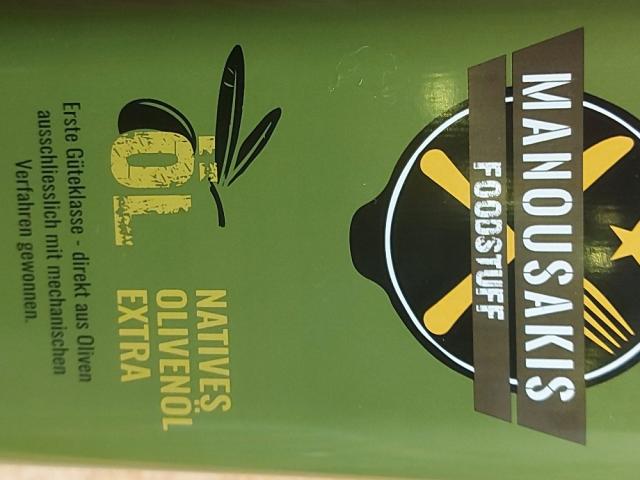 MANOUSAKIS
FOODSTUFF
ÖL
NATIVES
OLIVENÖL
EXTRA
Erste Güteklasse - direkt aus Oliven
ausschliesslich mit mechanischen
Verfahren gewonnen.